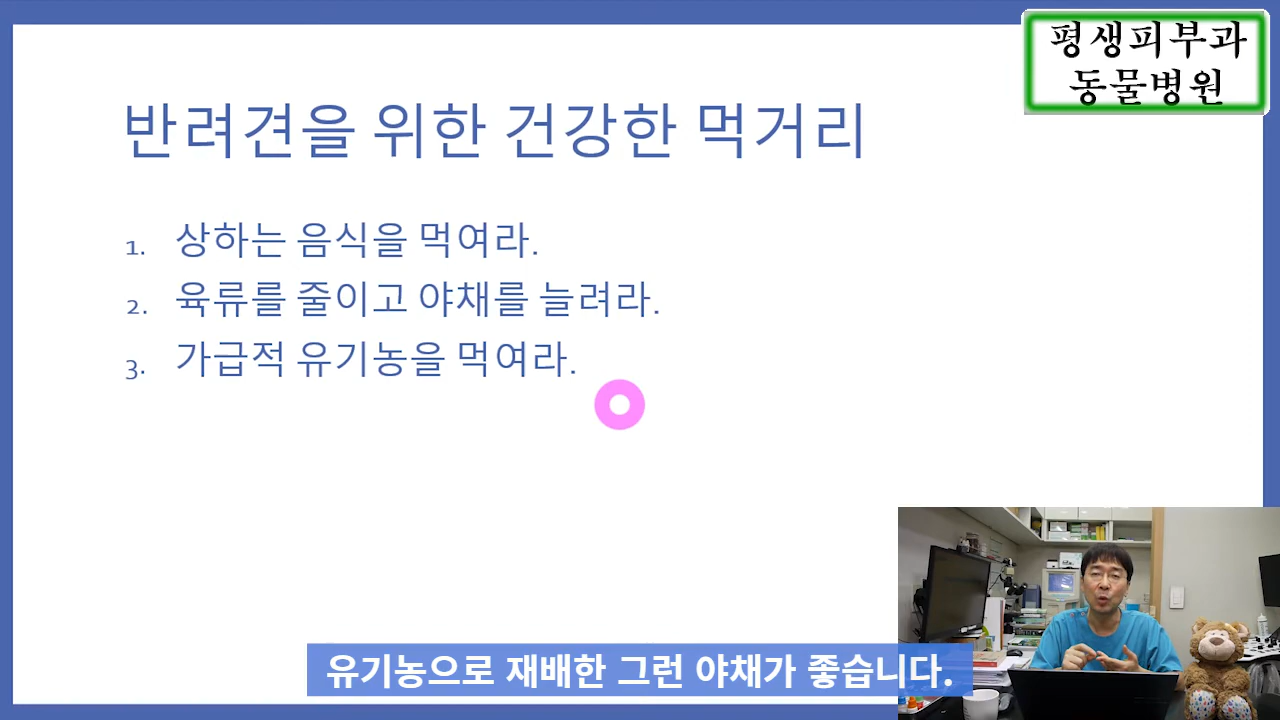 평생피부과
동물병원
반려견을 위한 건강한 먹거리
1. 상하는 음식을 먹여라.
2. 육류를 줄이고 야채를 늘려라.
3. 가급적 유기농을 먹여라.
유기농으로 재배한 그런 야채가 좋습니다.